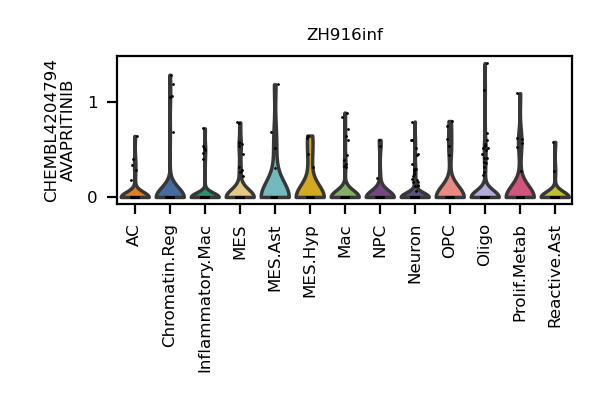 ZH916inf
CHEMBL4204794
AVAPRITINIB
1
0
AC
Chromatin.Reg
Inflammatory.Mac
MES
MES.Ast
MES.Hyp
Mac
NPC
Neuron
OPC
Oligo
Prolif.Metab
Reactive.Ast